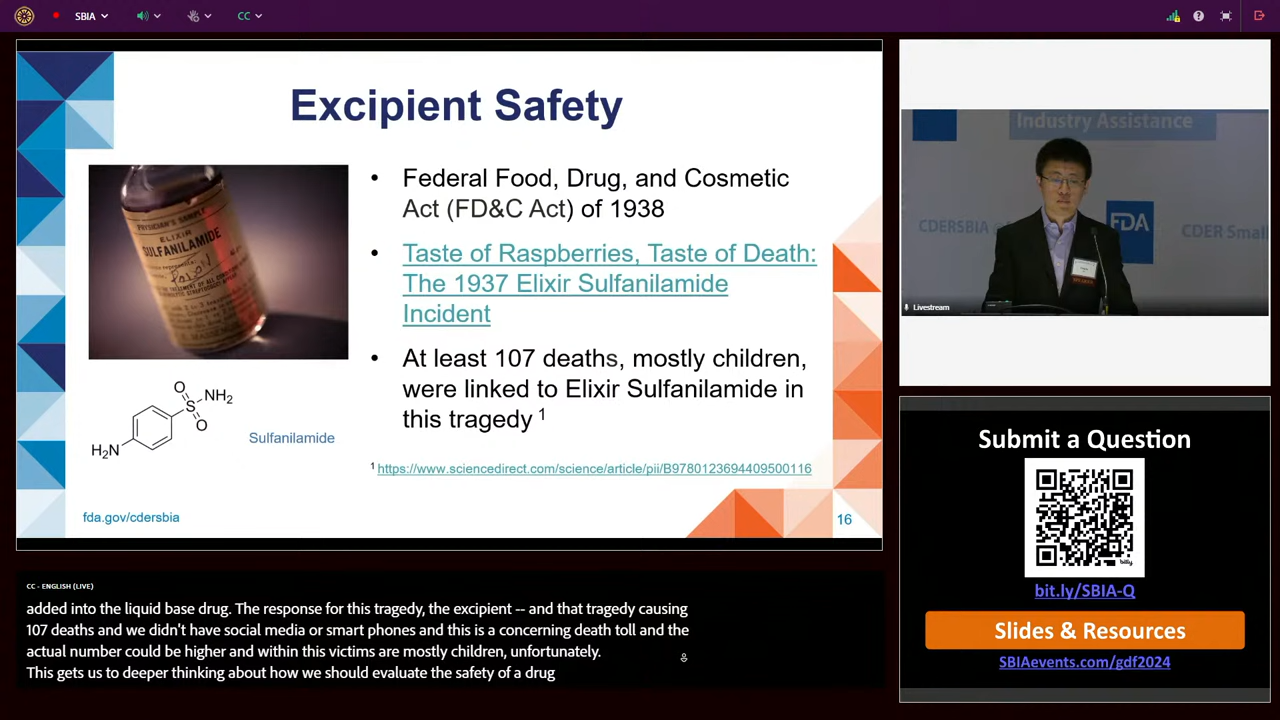 SBIA
CC
Excipient Safety
PHYSICIAN'S SAMPLE
ELIXIR
SULFANILAMIDE
• Federal Food, Drug, and Cosmetic
Act (FD&C Act) of 1938
• Taste of Raspberries, Taste of Death:
The 1937 Elixir Sulfanilamide
Incident
• At least 107 deaths, mostly children,
were linked to Elixir Sulfanilamide in
this tragedy 1
O
S
NH2
O
H2N
Sulfanilamide
1 https://www.sciencedirect.com/science/article/pii/B9780123694409500116
fda.gov/cdersbia
16
Industry Assistance
CDERSBIA
FDA
CDER Small
Livestream
Submit a Question
bitly
bit.ly/SBIA-Q
Slides & Resources
SBIAevents.com/gdf2024
CC - ENGLISH (LIVE)
added into the liquid base drug. The response for this tragedy, the excipient -- and that tragedy causing
107 deaths and we didn't have social media or smart phones and this is a concerning death toll and the
actual number could be higher and within this victims are mostly children, unfortunately.
This gets us to deeper thinking about how we should evaluate the safety of a drug